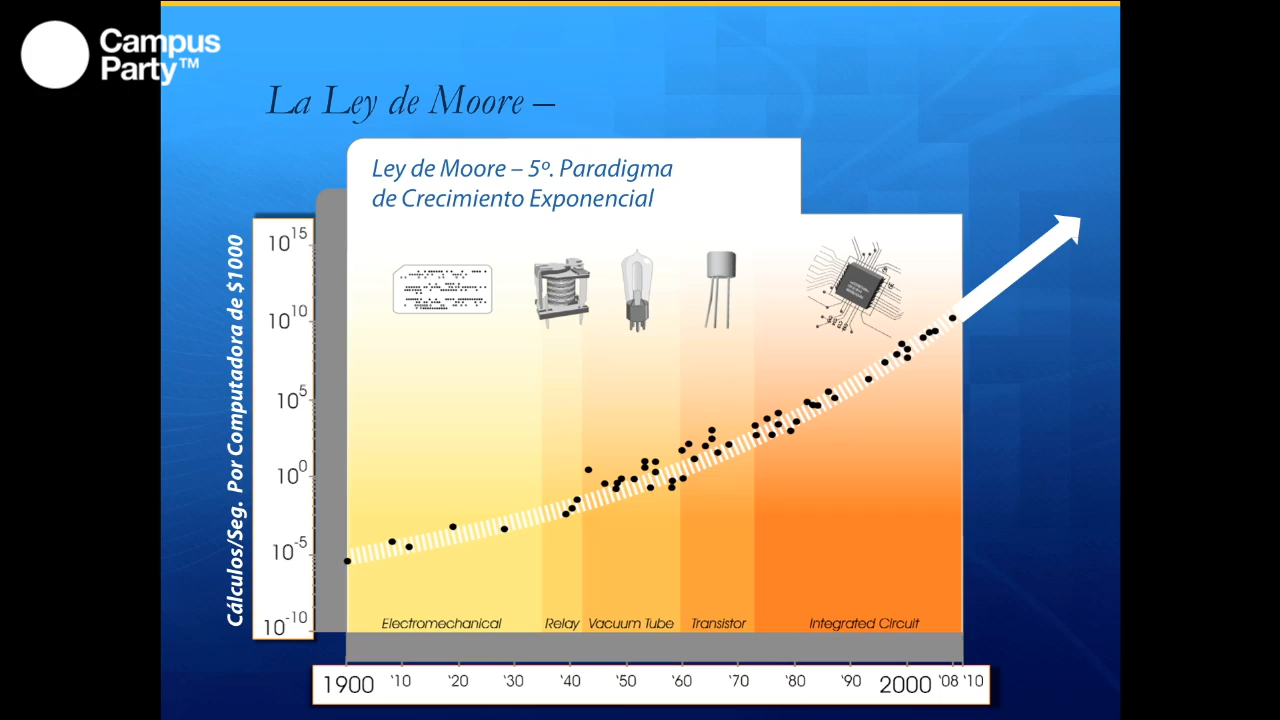 Campus
Party™
La Ley de Moore –
Ley de Moore – 5º. Paradigma
de Crecimiento Exponencial
Cálculos/Seg. Por Computadora de $1000
10^15
10^10
10^5
10^0
10^-5
10^-10
Electromechanical Relay Vacuum Tube Transistor Integrated Circuit
1900 '10 '20 '30 '40 '50 '60 '70 '80 '90 2000 '08 '10